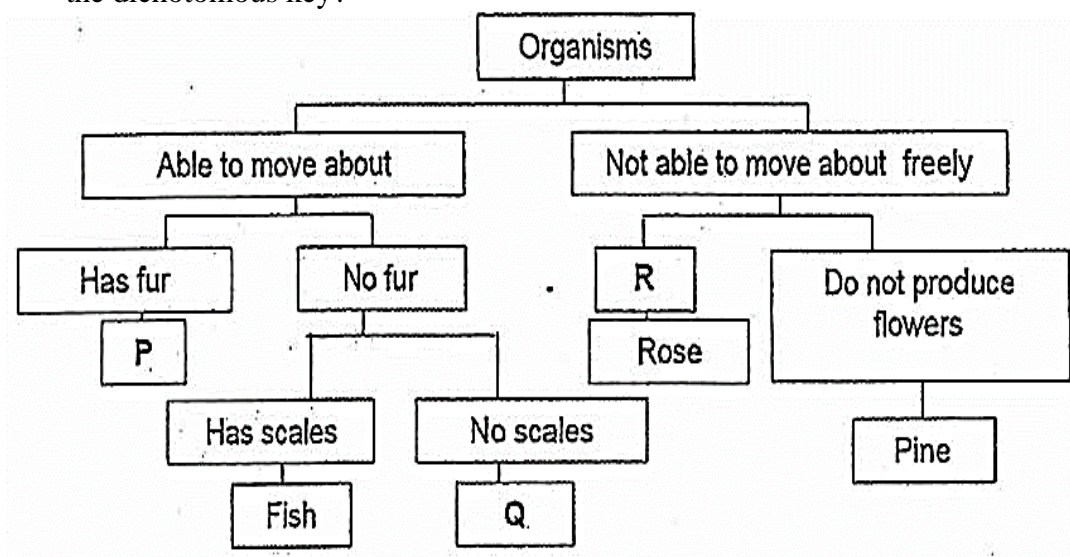 the dichotomous key?
Organisms
Able to move about
Not able to move about freely
Has fur
No fur
R
Do not produce
flowers
P
Rose
Has scales
No scales
Pine
Fish
Q